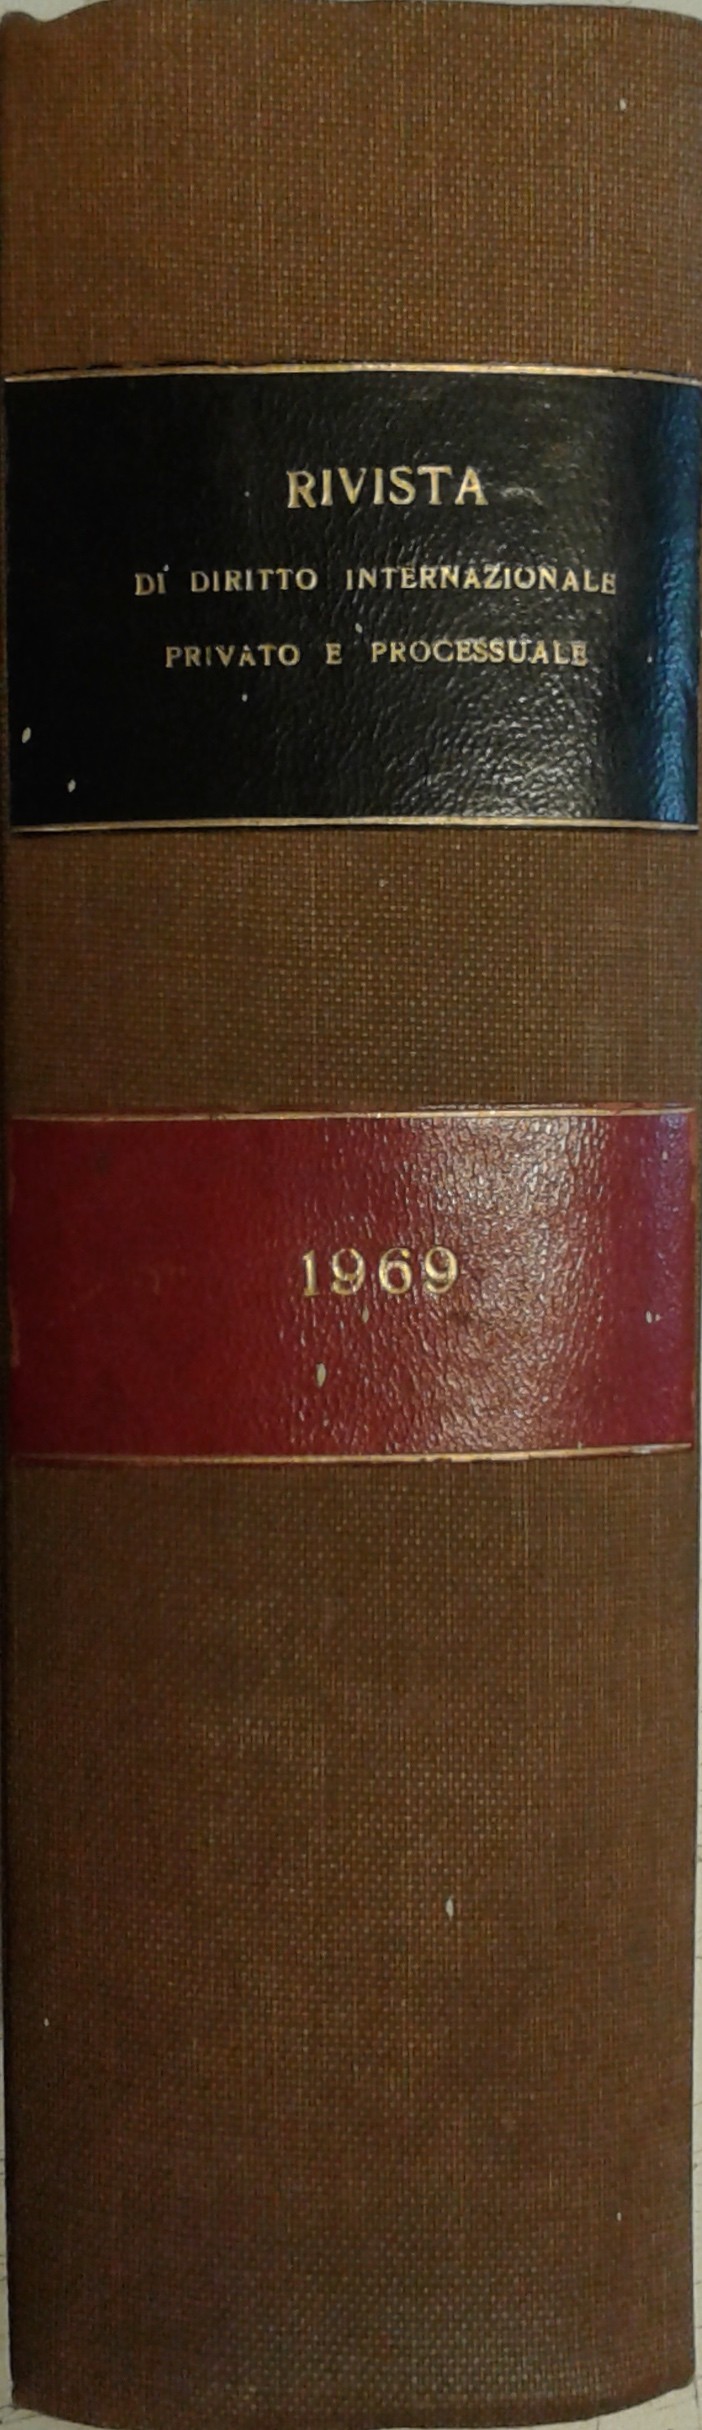 RIVISTA
DI DIRITTO INTERNAZIONALE
PRIVATO E PROCESSUALE
1969